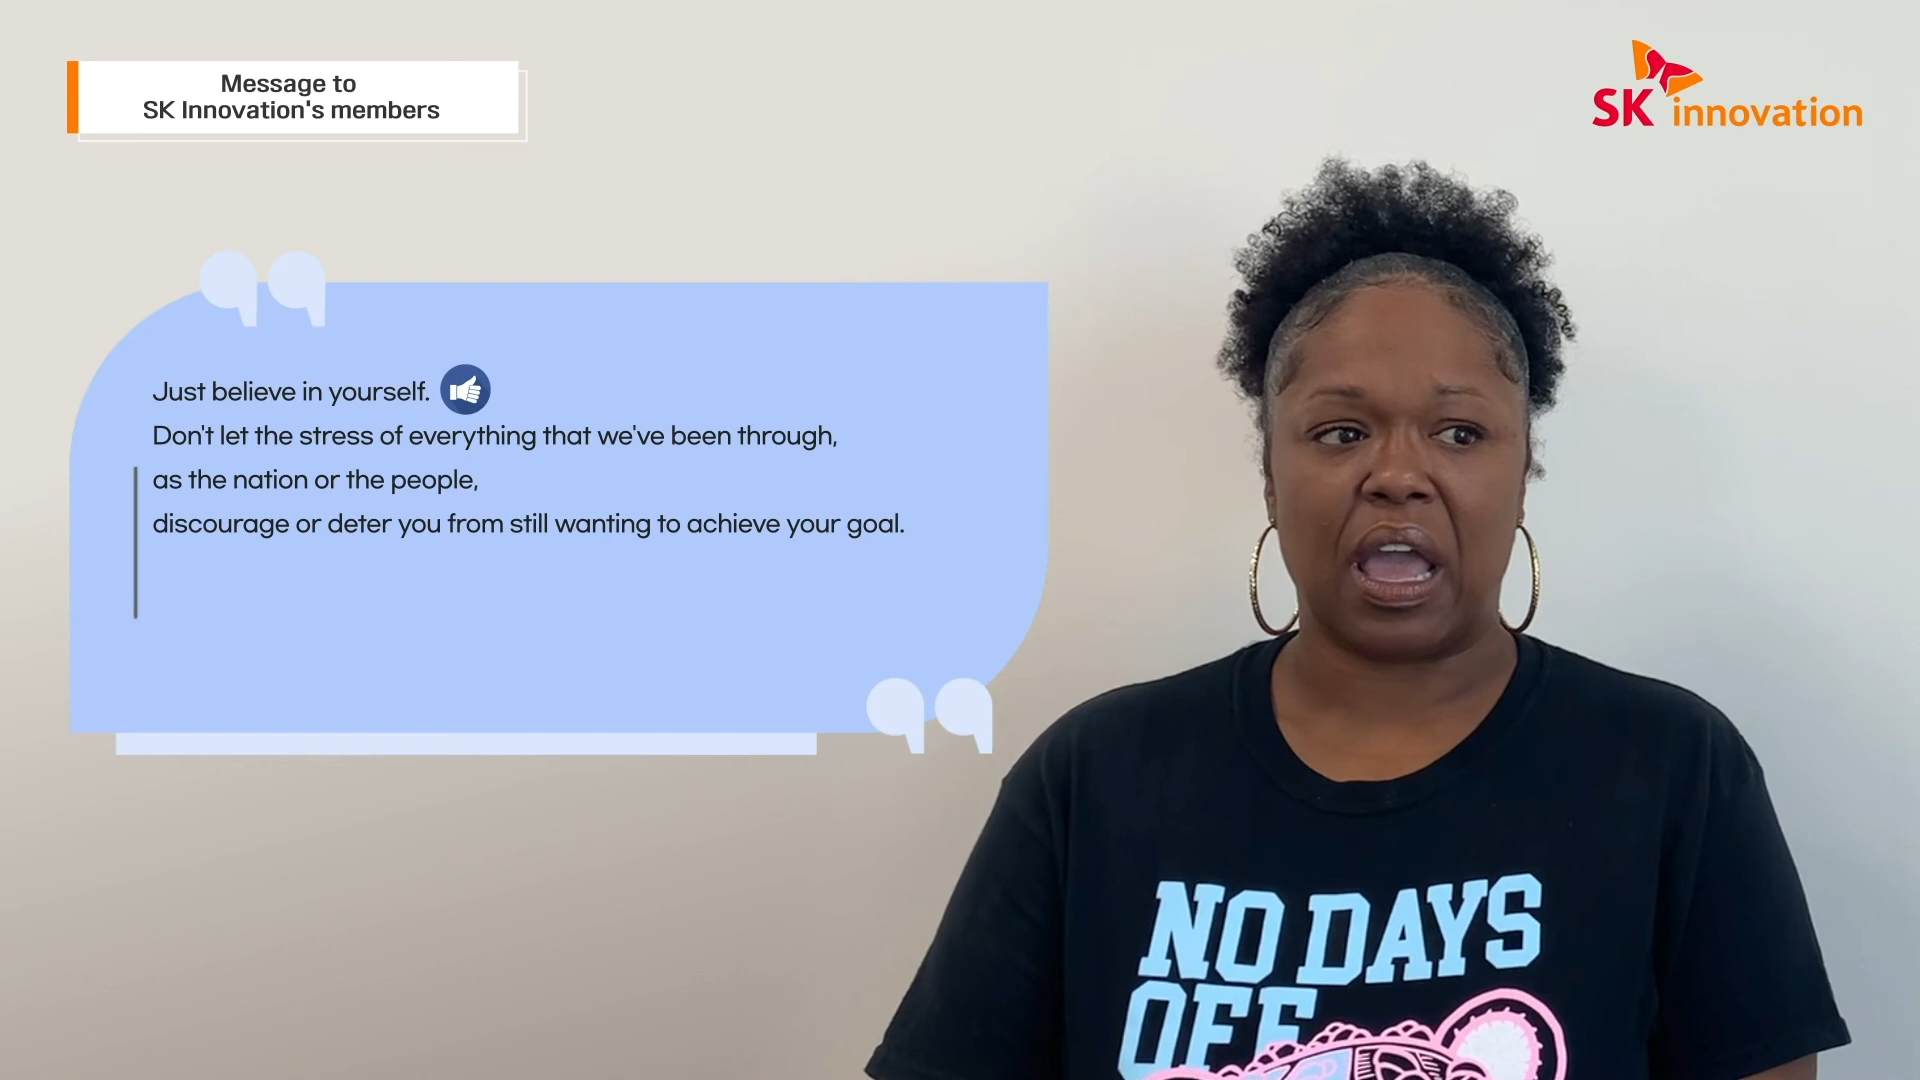 Message to
SK Innovation's members
SK innovation
Just believe in yourself.
Don't let the stress of everything that we've been through,
as the nation or the people,
discourage or deter you from still wanting to achieve your goal.
NO DAYS
OFF